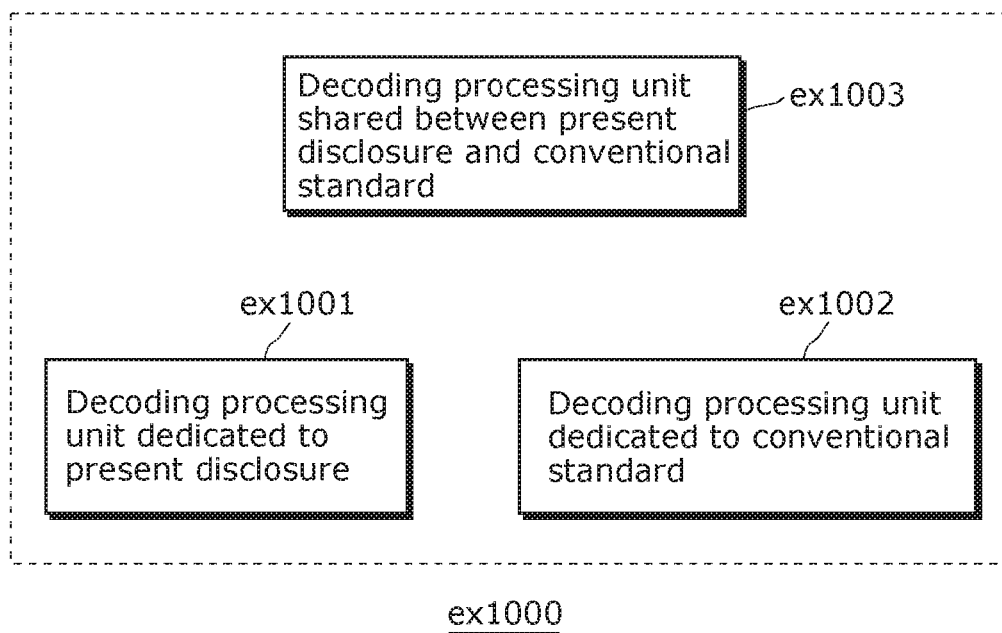 Decoding processing unit
shared between present
disclosure and conventional
standard
ex1003
ex1001
ex1002
Decoding processing
unit dedicated to
present disclosure
Decoding processing unit
dedicated to conventional
standard
ex1000